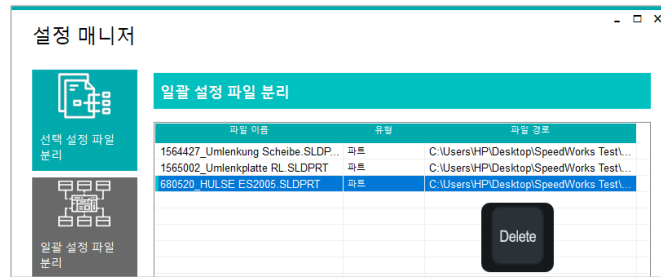 설정 매니저
선택 설정 파일
분리
일괄 설정 파일
분리
일괄 설정 파일 분리
파일 이름 유형 파일 경로
1564427_Umlenkung Scheibe.SLDP... 파트 C:\Users\HP\Desktop\SpeedWorks Test\...
1565002_Umlenkplatte RL.SLDPRT 파트 C:\Users\HP\Desktop\SpeedWorks Test\...
680520_HULSE ES2005.SLDPRT 파트 C:\Users\HP\Desktop\SpeedWorks Test\...
Delete